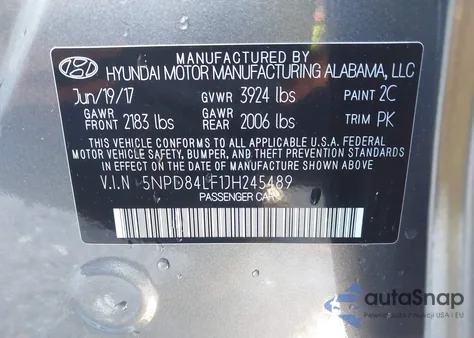 MANUFACTURED BY
HYUNDAI MOTOR MANUFACTURING ALABAMA, LLC
Jun/19/17 GVWR 3924 lbs PAINT 2C
GAWR FRONT 2183 lbs GAWR REAR 2006 lbs TRIM PK
THIS VEHICLE CONFORMS TO ALL APPLICABLE U.S.A. FEDERAL
MOTOR VEHICLE SAFETY, BUMPER, AND THEFT PREVENTION
STANDARDS IN EFFECT ON THE DATE OF MANUFACTURE
V.I.N 5NPD84LF1JH245489
PASSENGER CAR
autoSnap